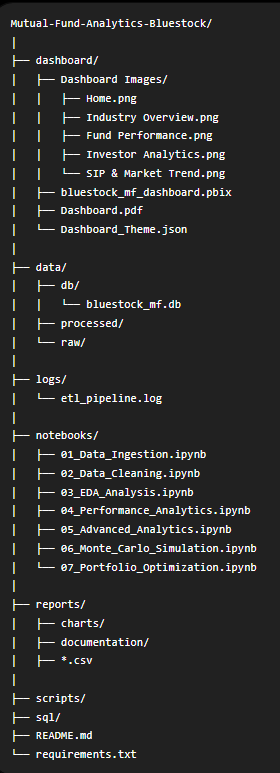 Mutual-Fund-Analytics-Bluestock/
│
├── dashboard/
│   ├── Dashboard Images/
│   │   ├── Home.png
│   │   ├── Industry Overview.png
│   │   ├── Fund Performance.png
│   │   ├── Investor Analytics.png
│   │   └── SIP & Market Trend.png
│   ├── bluestock_mf_dashboard.pbix
│   ├── Dashboard.pdf
│   └── Dashboard_Theme.json
│
├── data/
│   ├── db/
│   │   └── bluestock_mf.db
│   ├── processed/
│   └── raw/
│
├── logs/
│   └── etl_pipeline.log
│
├── notebooks/
│   ├── 01_Data_Ingestion.ipynb
│   ├── 02_Data_Cleaning.ipynb
│   ├── 03_EDA_Analysis.ipynb
│   ├── 04_Performance_Analytics.ipynb
│   ├── 05_Advanced_Analytics.ipynb
│   ├── 06_Monte_Carlo_Simulation.ipynb
│   └── 07_Portfolio_Optimization.ipynb
│
├── reports/
│   ├── charts/
│   ├── documentation/
│   ├── *.csv
│
├── scripts/
├── sql/
├── README.md
└── requirements.txt